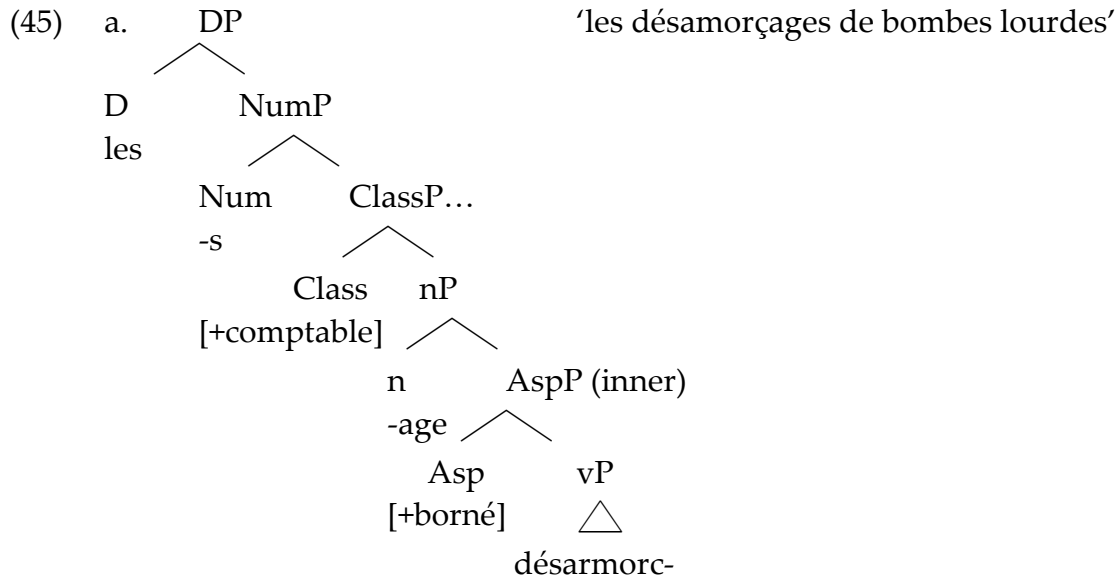 (45) a. DP 'les désamorçages de bombes lourdes'
D NumP
les
Num ClassP…
-s
Class nP
[+comptable]
n AspP (inner)
-age
Asp vP
[+borné]
désarmorc-